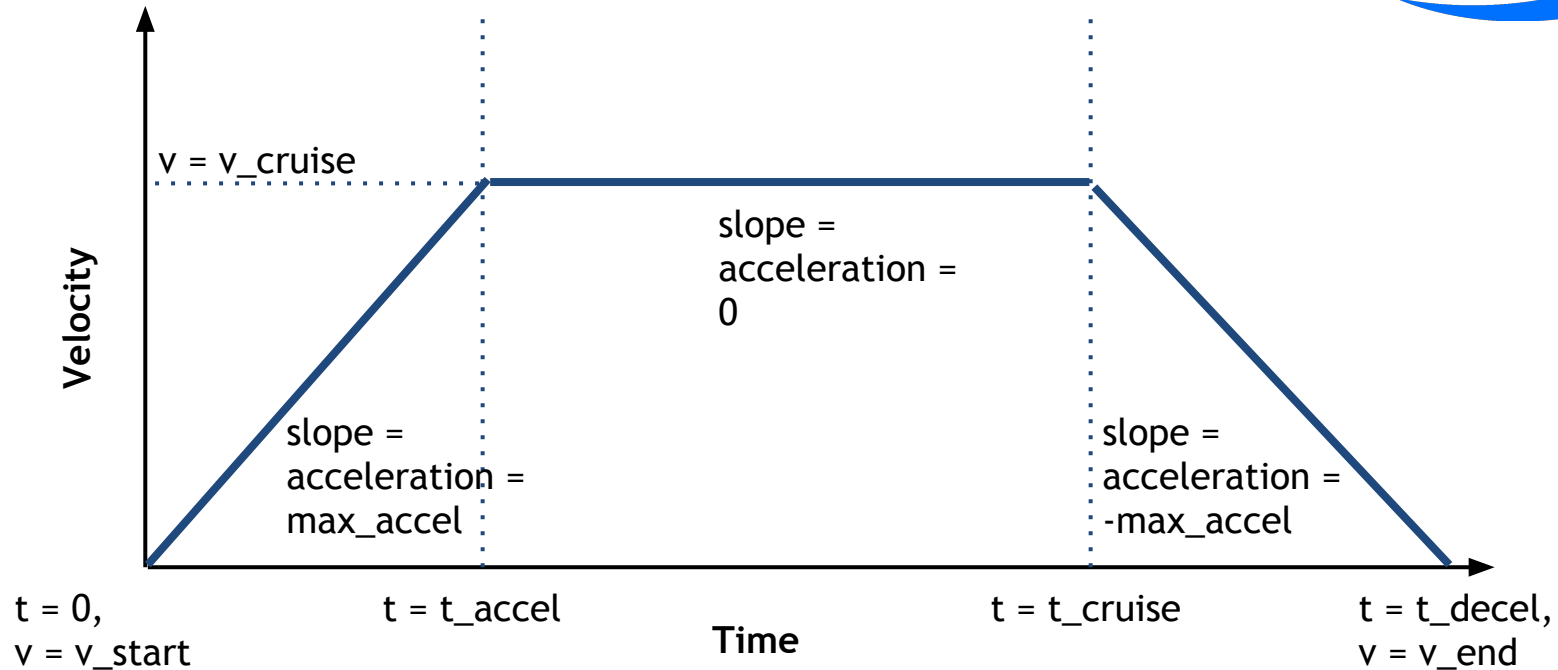 v = v_cruise
Velocity
slope =
acceleration =
0
slope =
acceleration =
max_accel
slope =
acceleration =
-max_accel
t = 0,
v = v_start
t = t_accel
Time
t = t_cruise
t = t_decel,
v = v_end